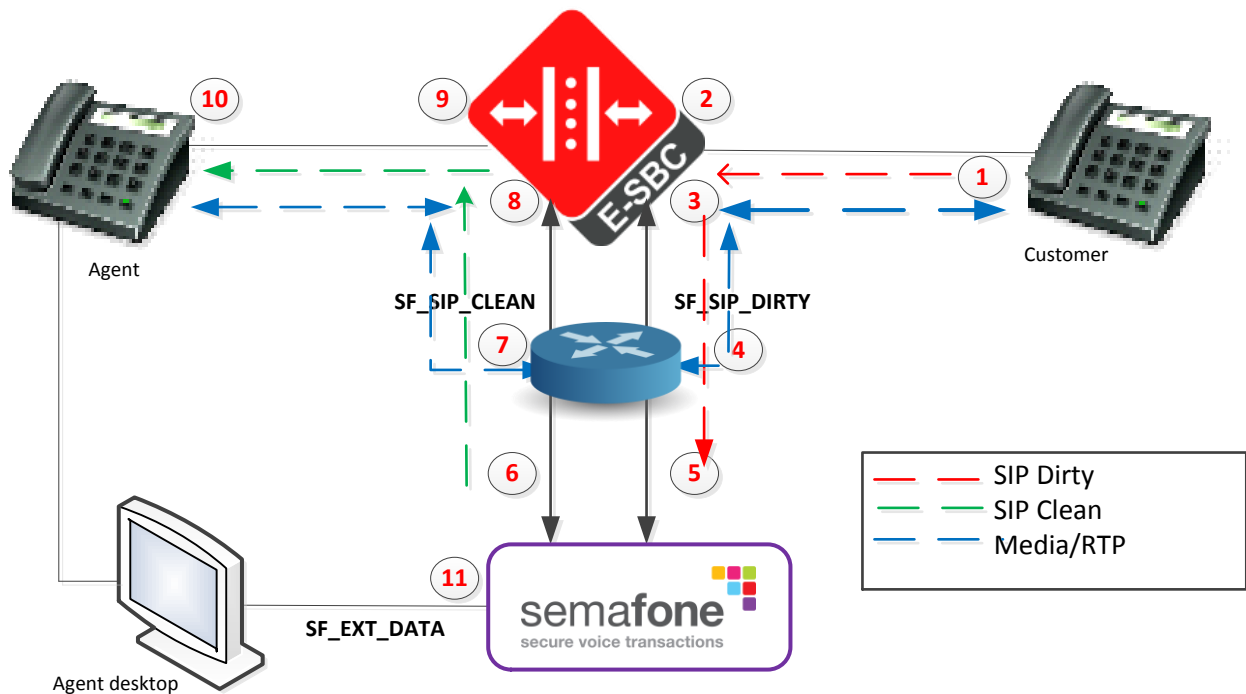 10
9
2
E-SBC
1
8
3
Agent
Customer
SF_SIP_CLEAN
SF_SIP_DIRTY
7
4
6
5
SIP Dirty
SIP Clean
Media/RTP
11
semafone
secure voice transactions
SF_EXT_DATA
Agent desktop